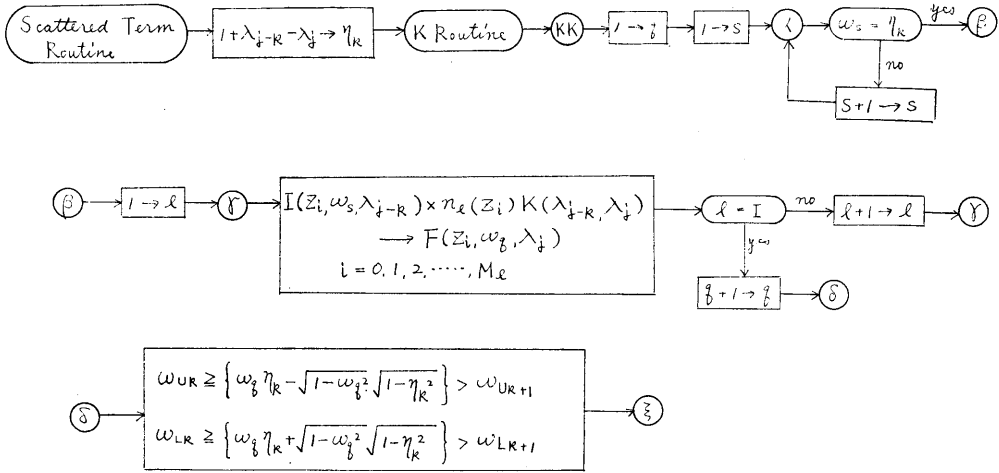 Scattered Term
Routine
1+λj-k-λj→ηk
K Routine
KK
1→q
1→S
α
ωs = ηk
yes
β
no
S+1→S
β
1→l
γ
I(Zi,ωs,λj-k)×nl(Zi)K(λj-k,λj)
→F(Zi,ωq,λj)
i=0,1,2,·····,Ml
l = I
no
l+1→l
γ
yes
q+1→q
δ
δ
ωUK ≧ {ωq ηk - √1-ωq² √1-ηk²} > ωUK+1
ωLK ≧ {ωq ηk + √1-ωq² √1-ηk²} > ωLK+1
ξ